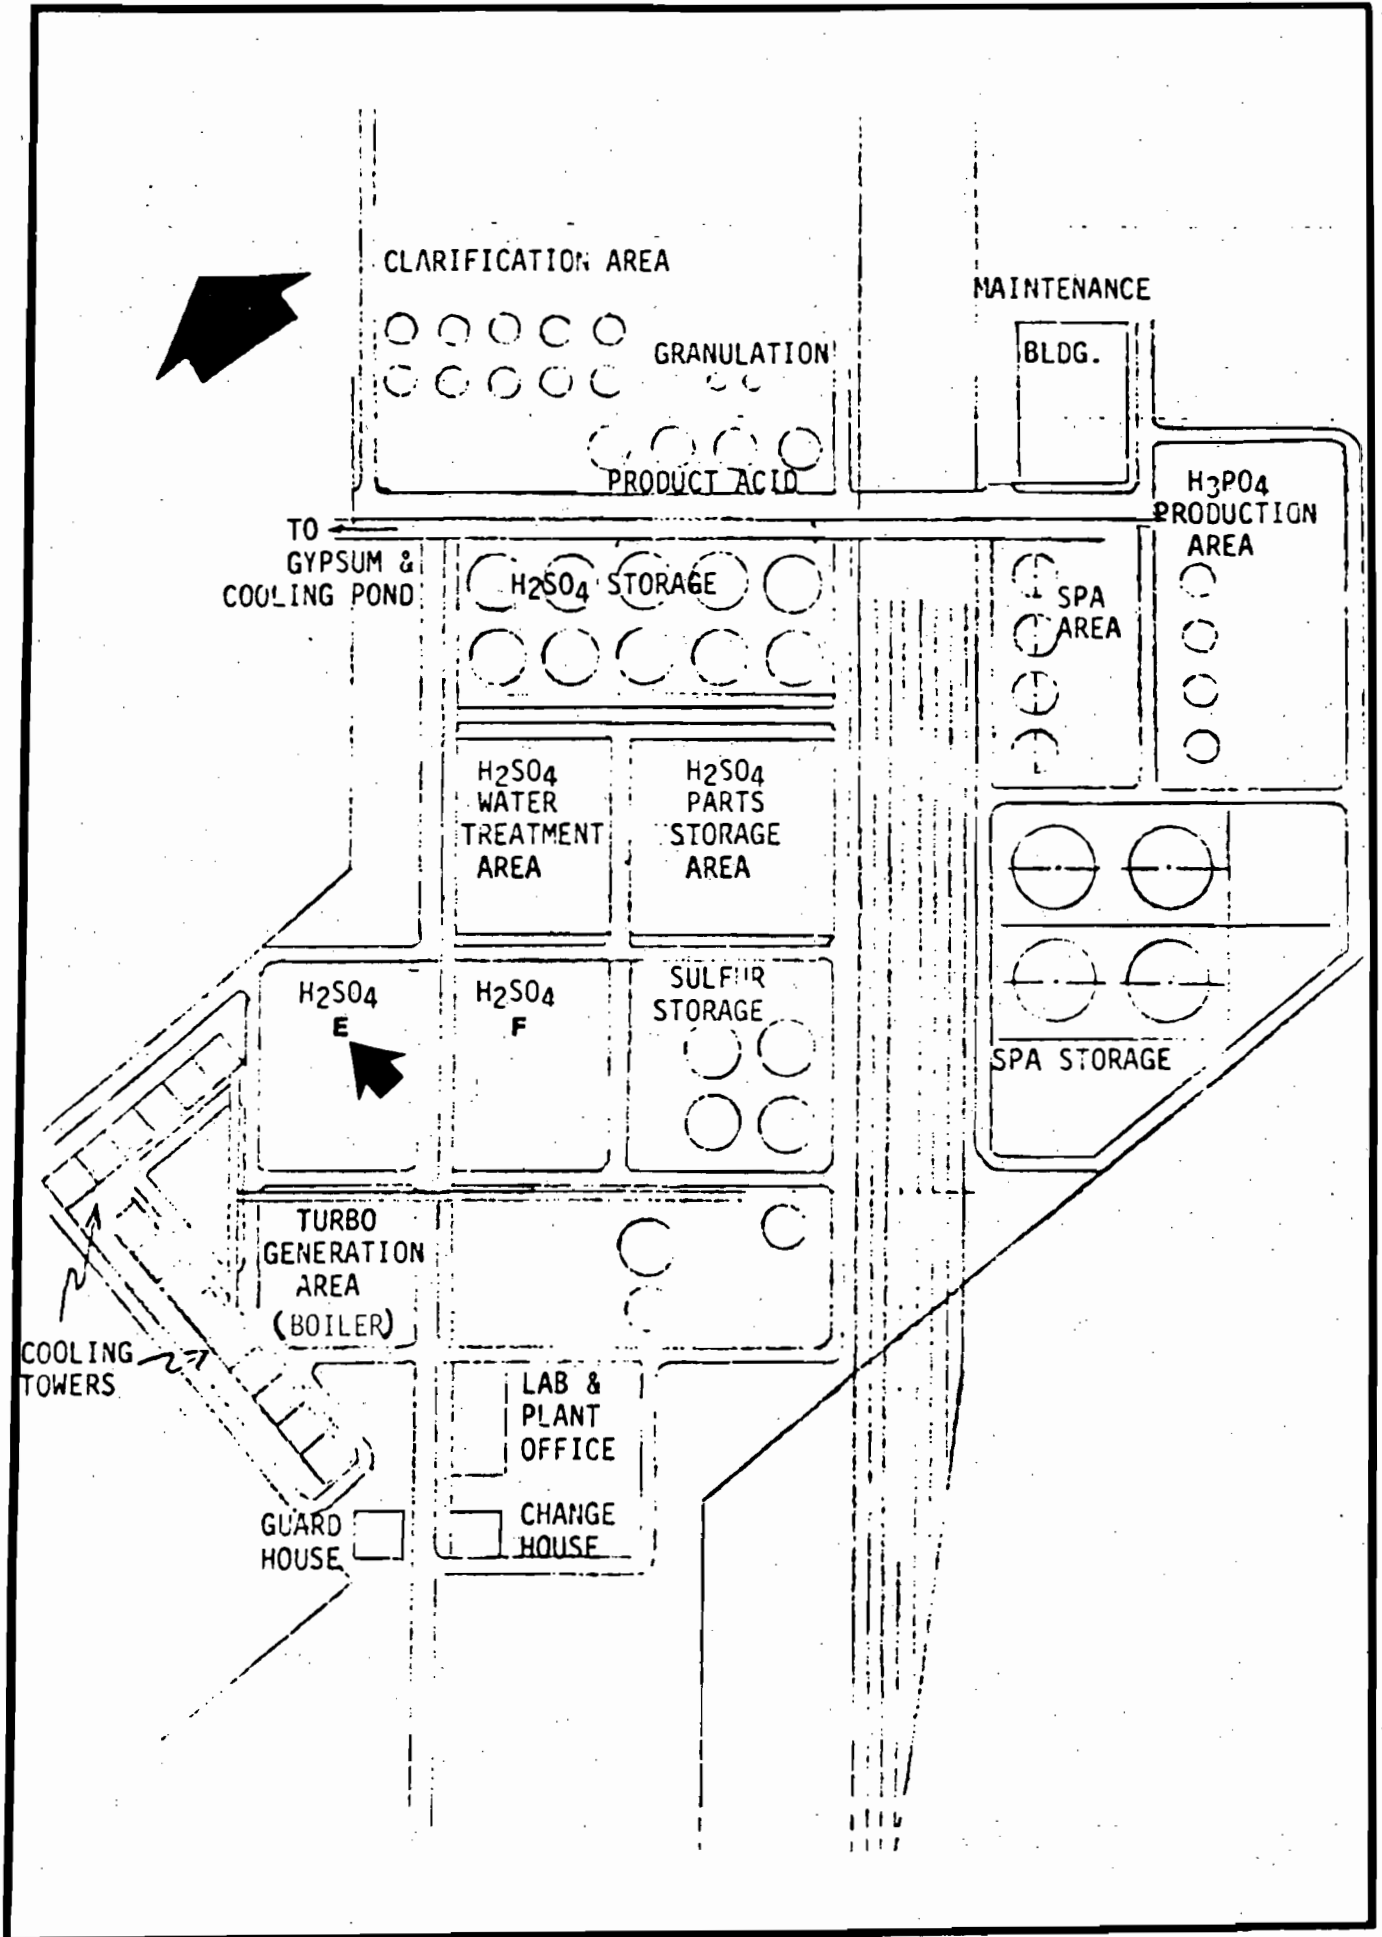 CLARIFICATION AREA
MAINTENANCE
BLDG.
GRANULATION
PRODUCT ACID
H3PO4
PRODUCTION
AREA
TO
GYPSUM &
COOLING POND
H2SO4 STORAGE
SPA
AREA
H2SO4
WATER
TREATMENT
AREA
H2SO4
PARTS
STORAGE
AREA
H2SO4
E
H2SO4
F
SULFUR
STORAGE
SPA STORAGE
TURBO
GENERATION
AREA
(BOILER)
COOLING
TOWERS
LAB &
PLANT
OFFICE
GUARD
HOUSE
CHANGE
HOUSE